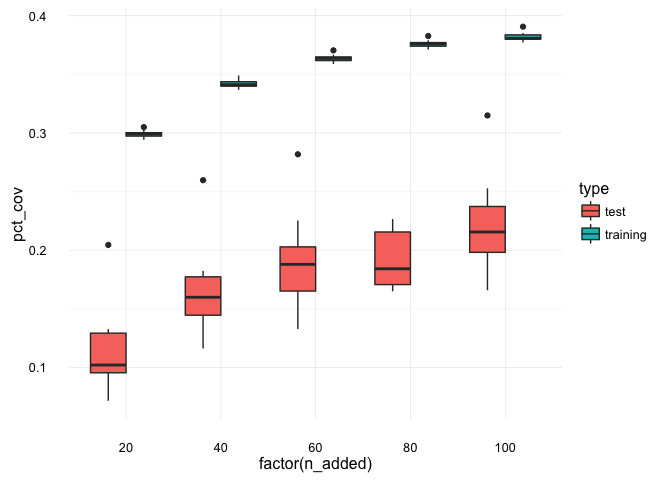 0.4
0.3
0.2
0.1
pct_cov
20 40 60 80 100
factor(n_added)
type
test
training